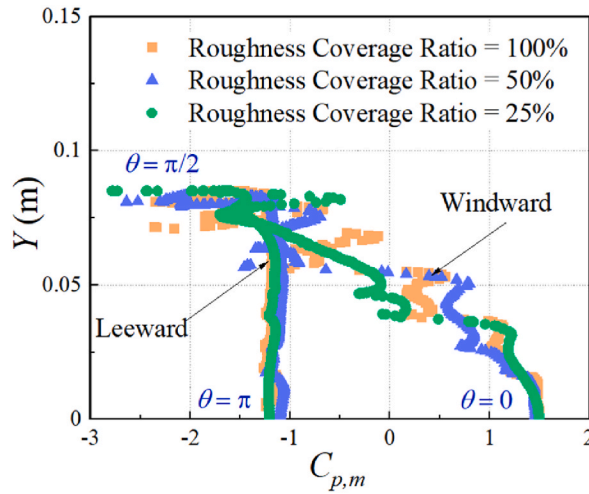 0.15
Roughness Coverage Ratio = 100%
Roughness Coverage Ratio = 50%
Roughness Coverage Ratio = 25%
0.1
θ = π/2
Y (m)
Windward
0.05
Leeward
θ = π
θ = 0
0
-3 -2 -1 0 1 2
Cp,m